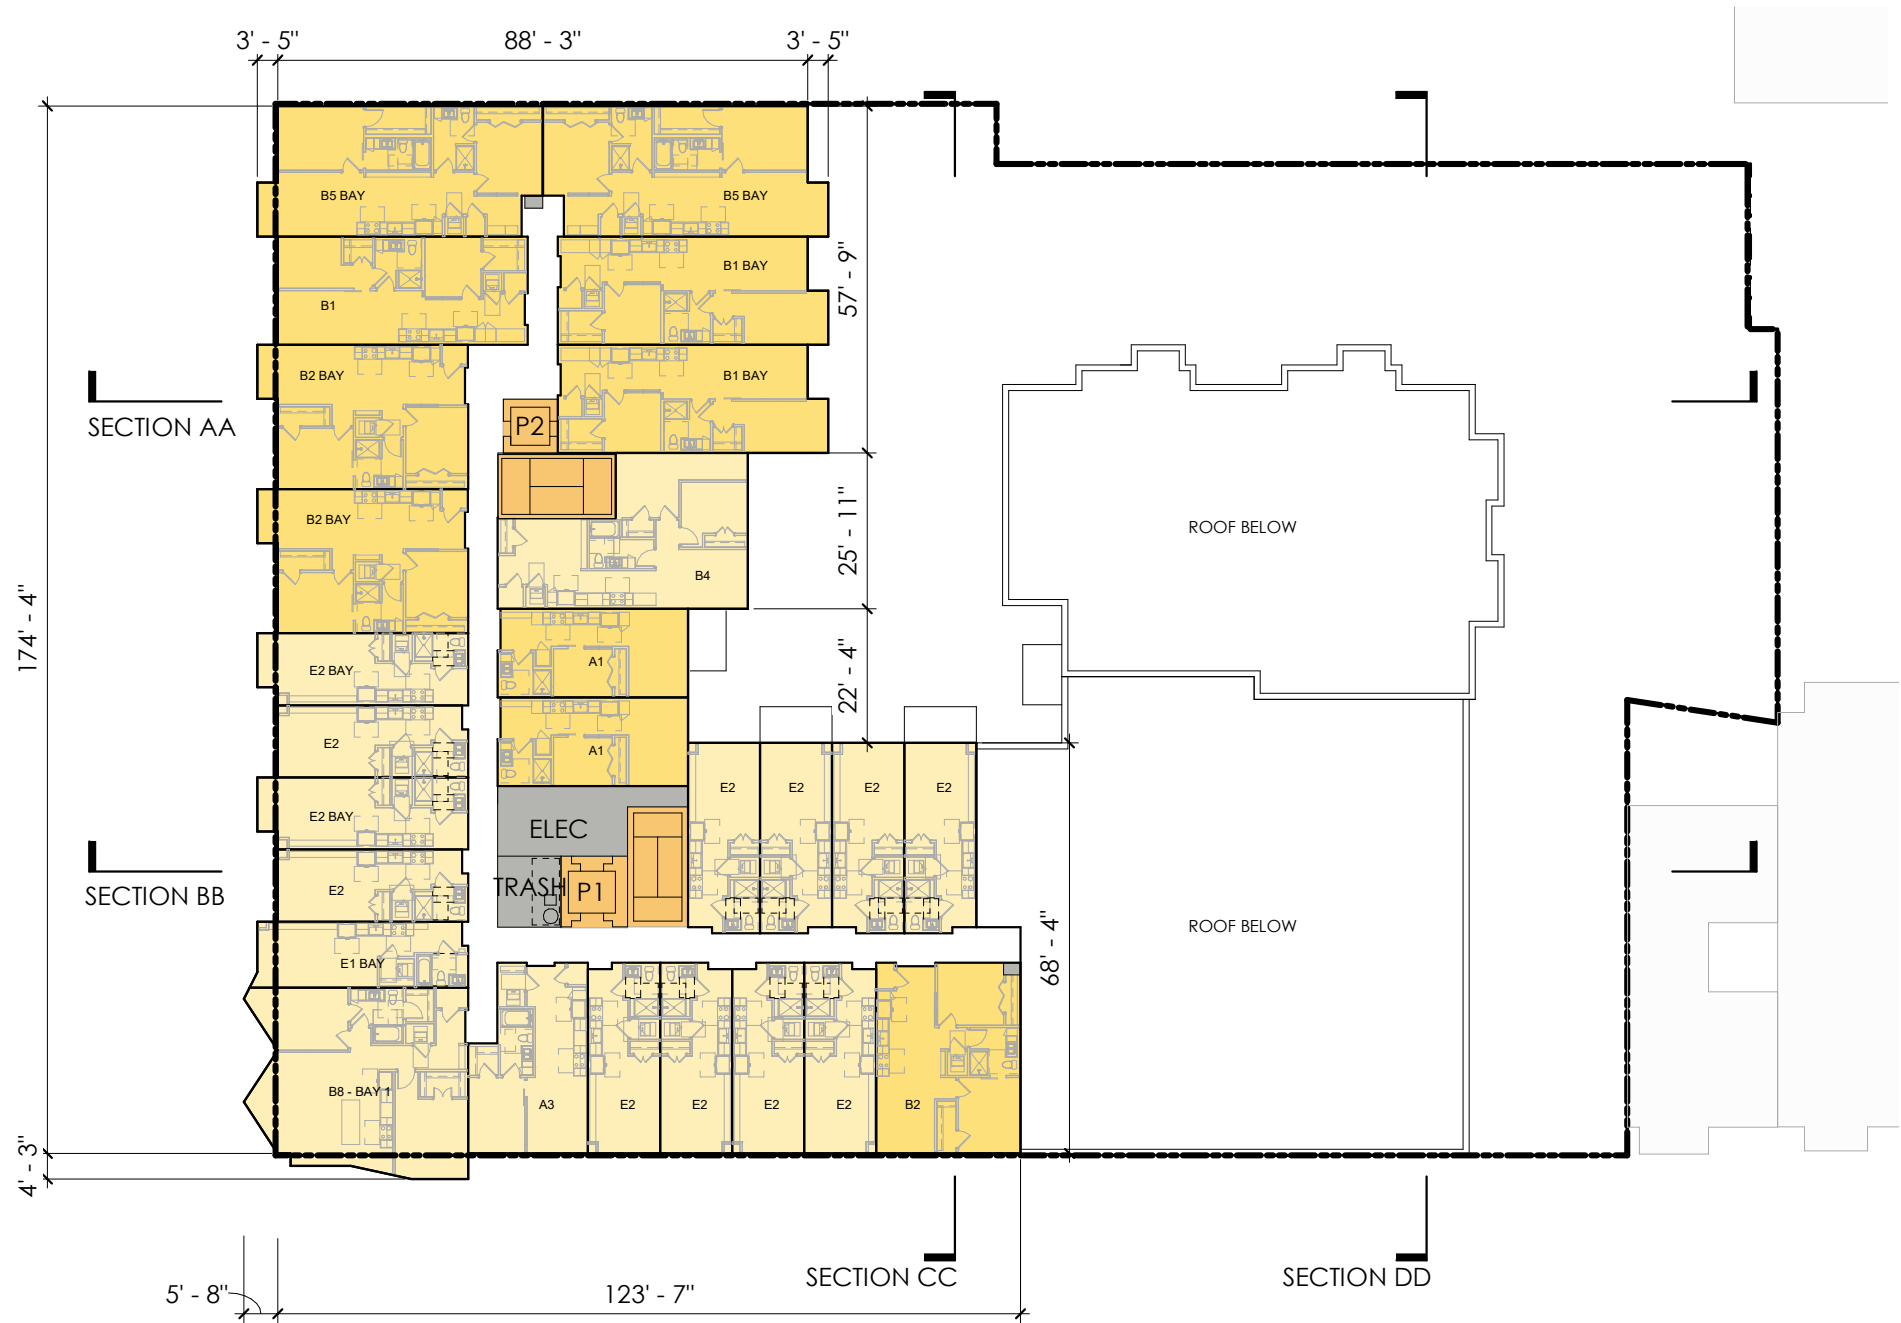 3' - 5"
88' - 3"
3' - 5"
B5 BAY
B5 BAY
B1 BAY
B1
57' - 9"
B2 BAY
B1 BAY
SECTION AA
P2
B2 BAY
ROOF BELOW
25' - 11"
B4
174' - 4"
E2 BAY
A1
22' - 4"
E2
A1
E2
E2
E2
E2
E2 BAY
ELEC
SECTION BB
E2
TRASH
P1
ROOF BELOW
68' - 4"
E1 BAY
B8 - BAY 1
A3
E2
E2
E2
E2
B2
4' - 3"
SECTION CC
SECTION DD
5' - 8"
123' - 7"